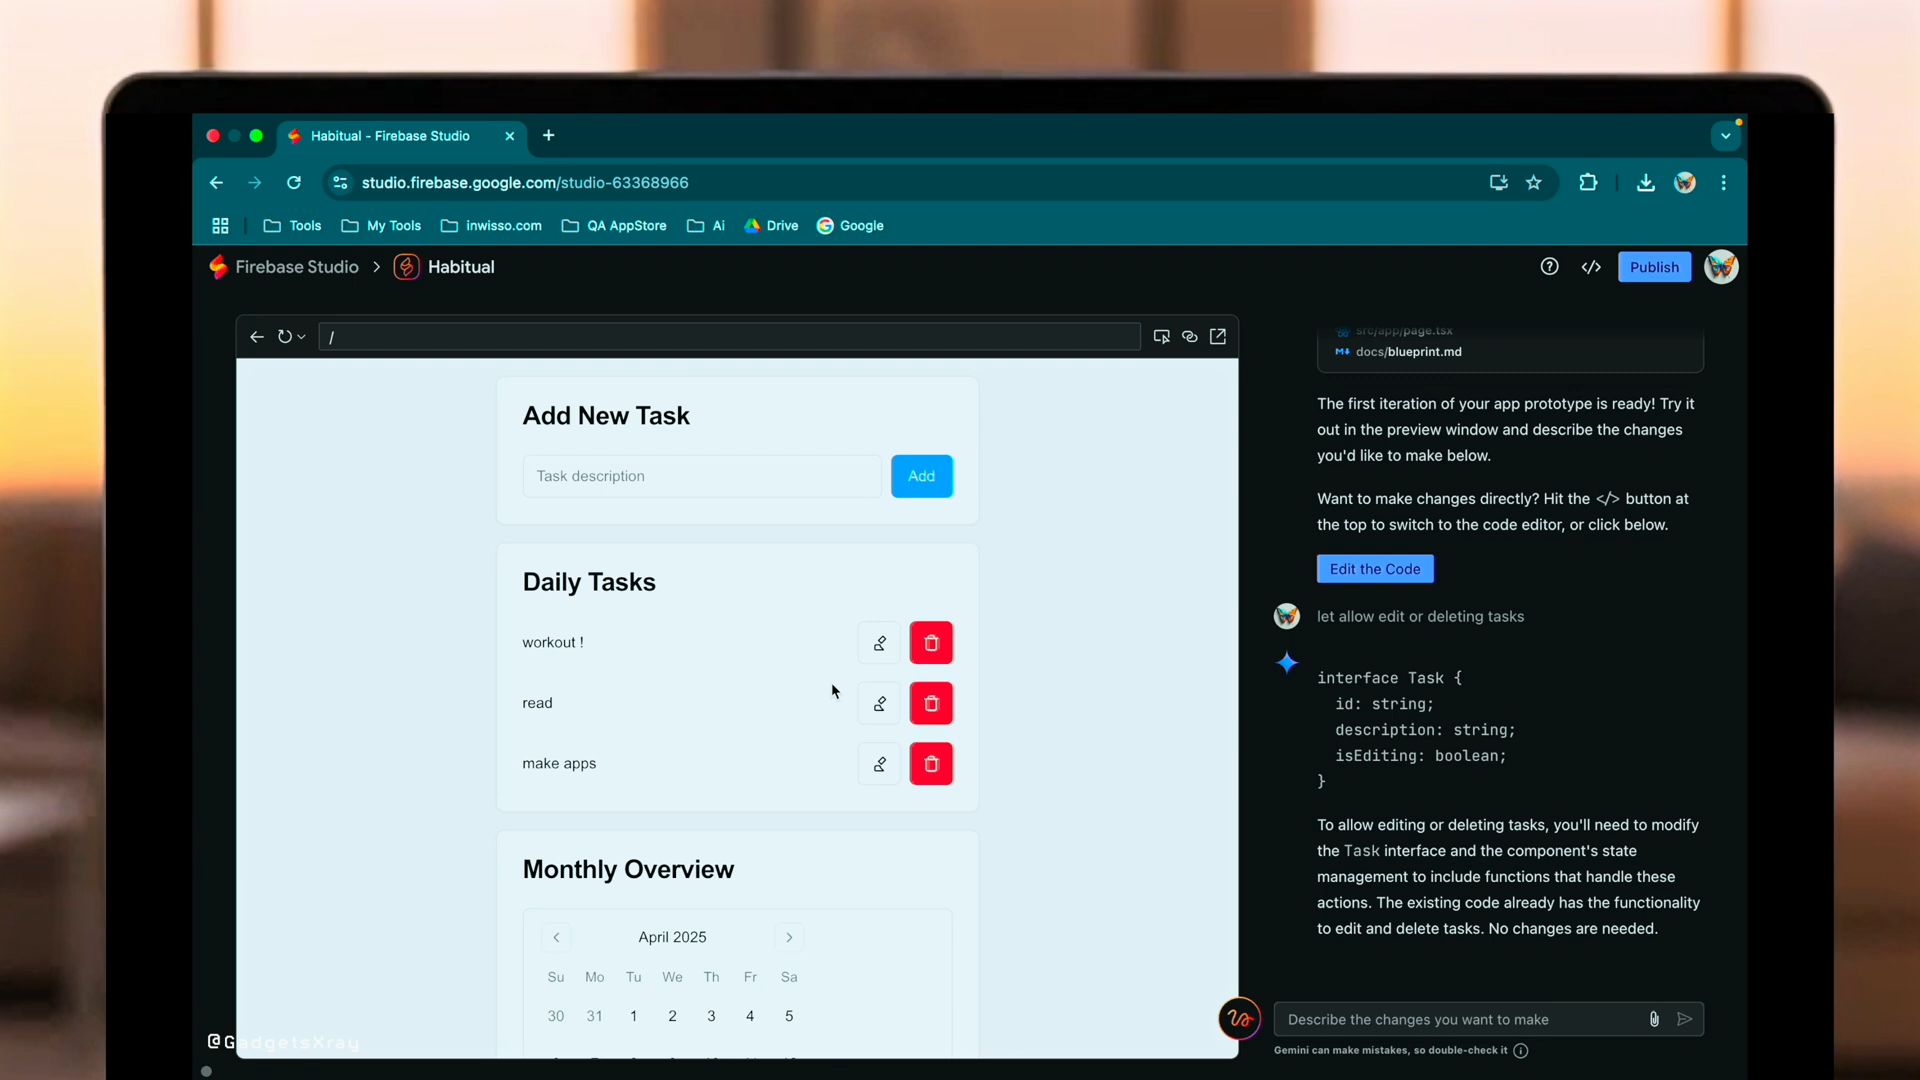 Habitual - Firebase Studio
studio.firebase.google.com/studio-63368966
Tools My Tools inwisso.com QA AppStore Ai Drive Google
Firebase Studio > Habitual
Publish
/
Add New Task
Task description
Add
Daily Tasks
workout !
read
make apps
Monthly Overview
April 2025
Su Mo Tu We Th Fr Sa
30 31 1 2 3 4 5
src/app/page.tsx
docs/blueprint.md
The first iteration of your app prototype is ready! Try it
out in the preview window and describe the changes
you'd like to make below.
Want to make changes directly? Hit the </> button at
the top to switch to the code editor, or click below.
Edit the Code
let allow edit or deleting tasks
interface Task {
id: string;
description: string;
isEditing: boolean;
}
To allow editing or deleting tasks, you'll need to modify
the Task interface and the component's state
management to include functions that handle these
actions. The existing code already has the functionality
to edit and delete tasks. No changes are needed.
Describe the changes you want to make
Gemini can make mistakes, so double-check it
@GadgetsXray